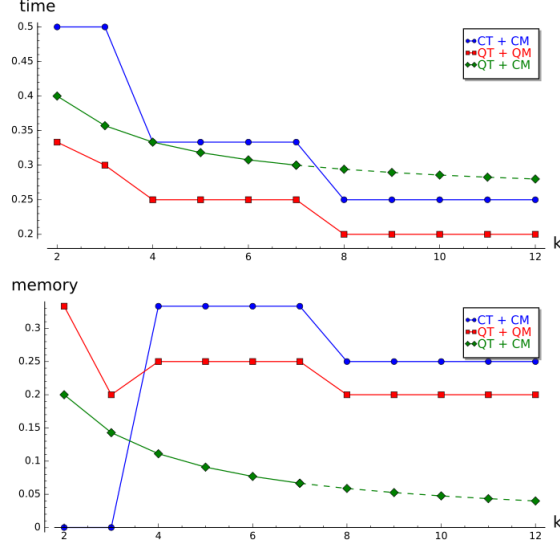 time
0.5
CT + CM
QT + QM
QT + CM
0.45
0.4
0.35
0.3
0.25
0.2
2 4 6 8 10 12 k
memory
0.3
CT + CM
QT + QM
QT + CM
0.25
0.2
0.15
0.1
0.05
0
2 4 6 8 10 12 k